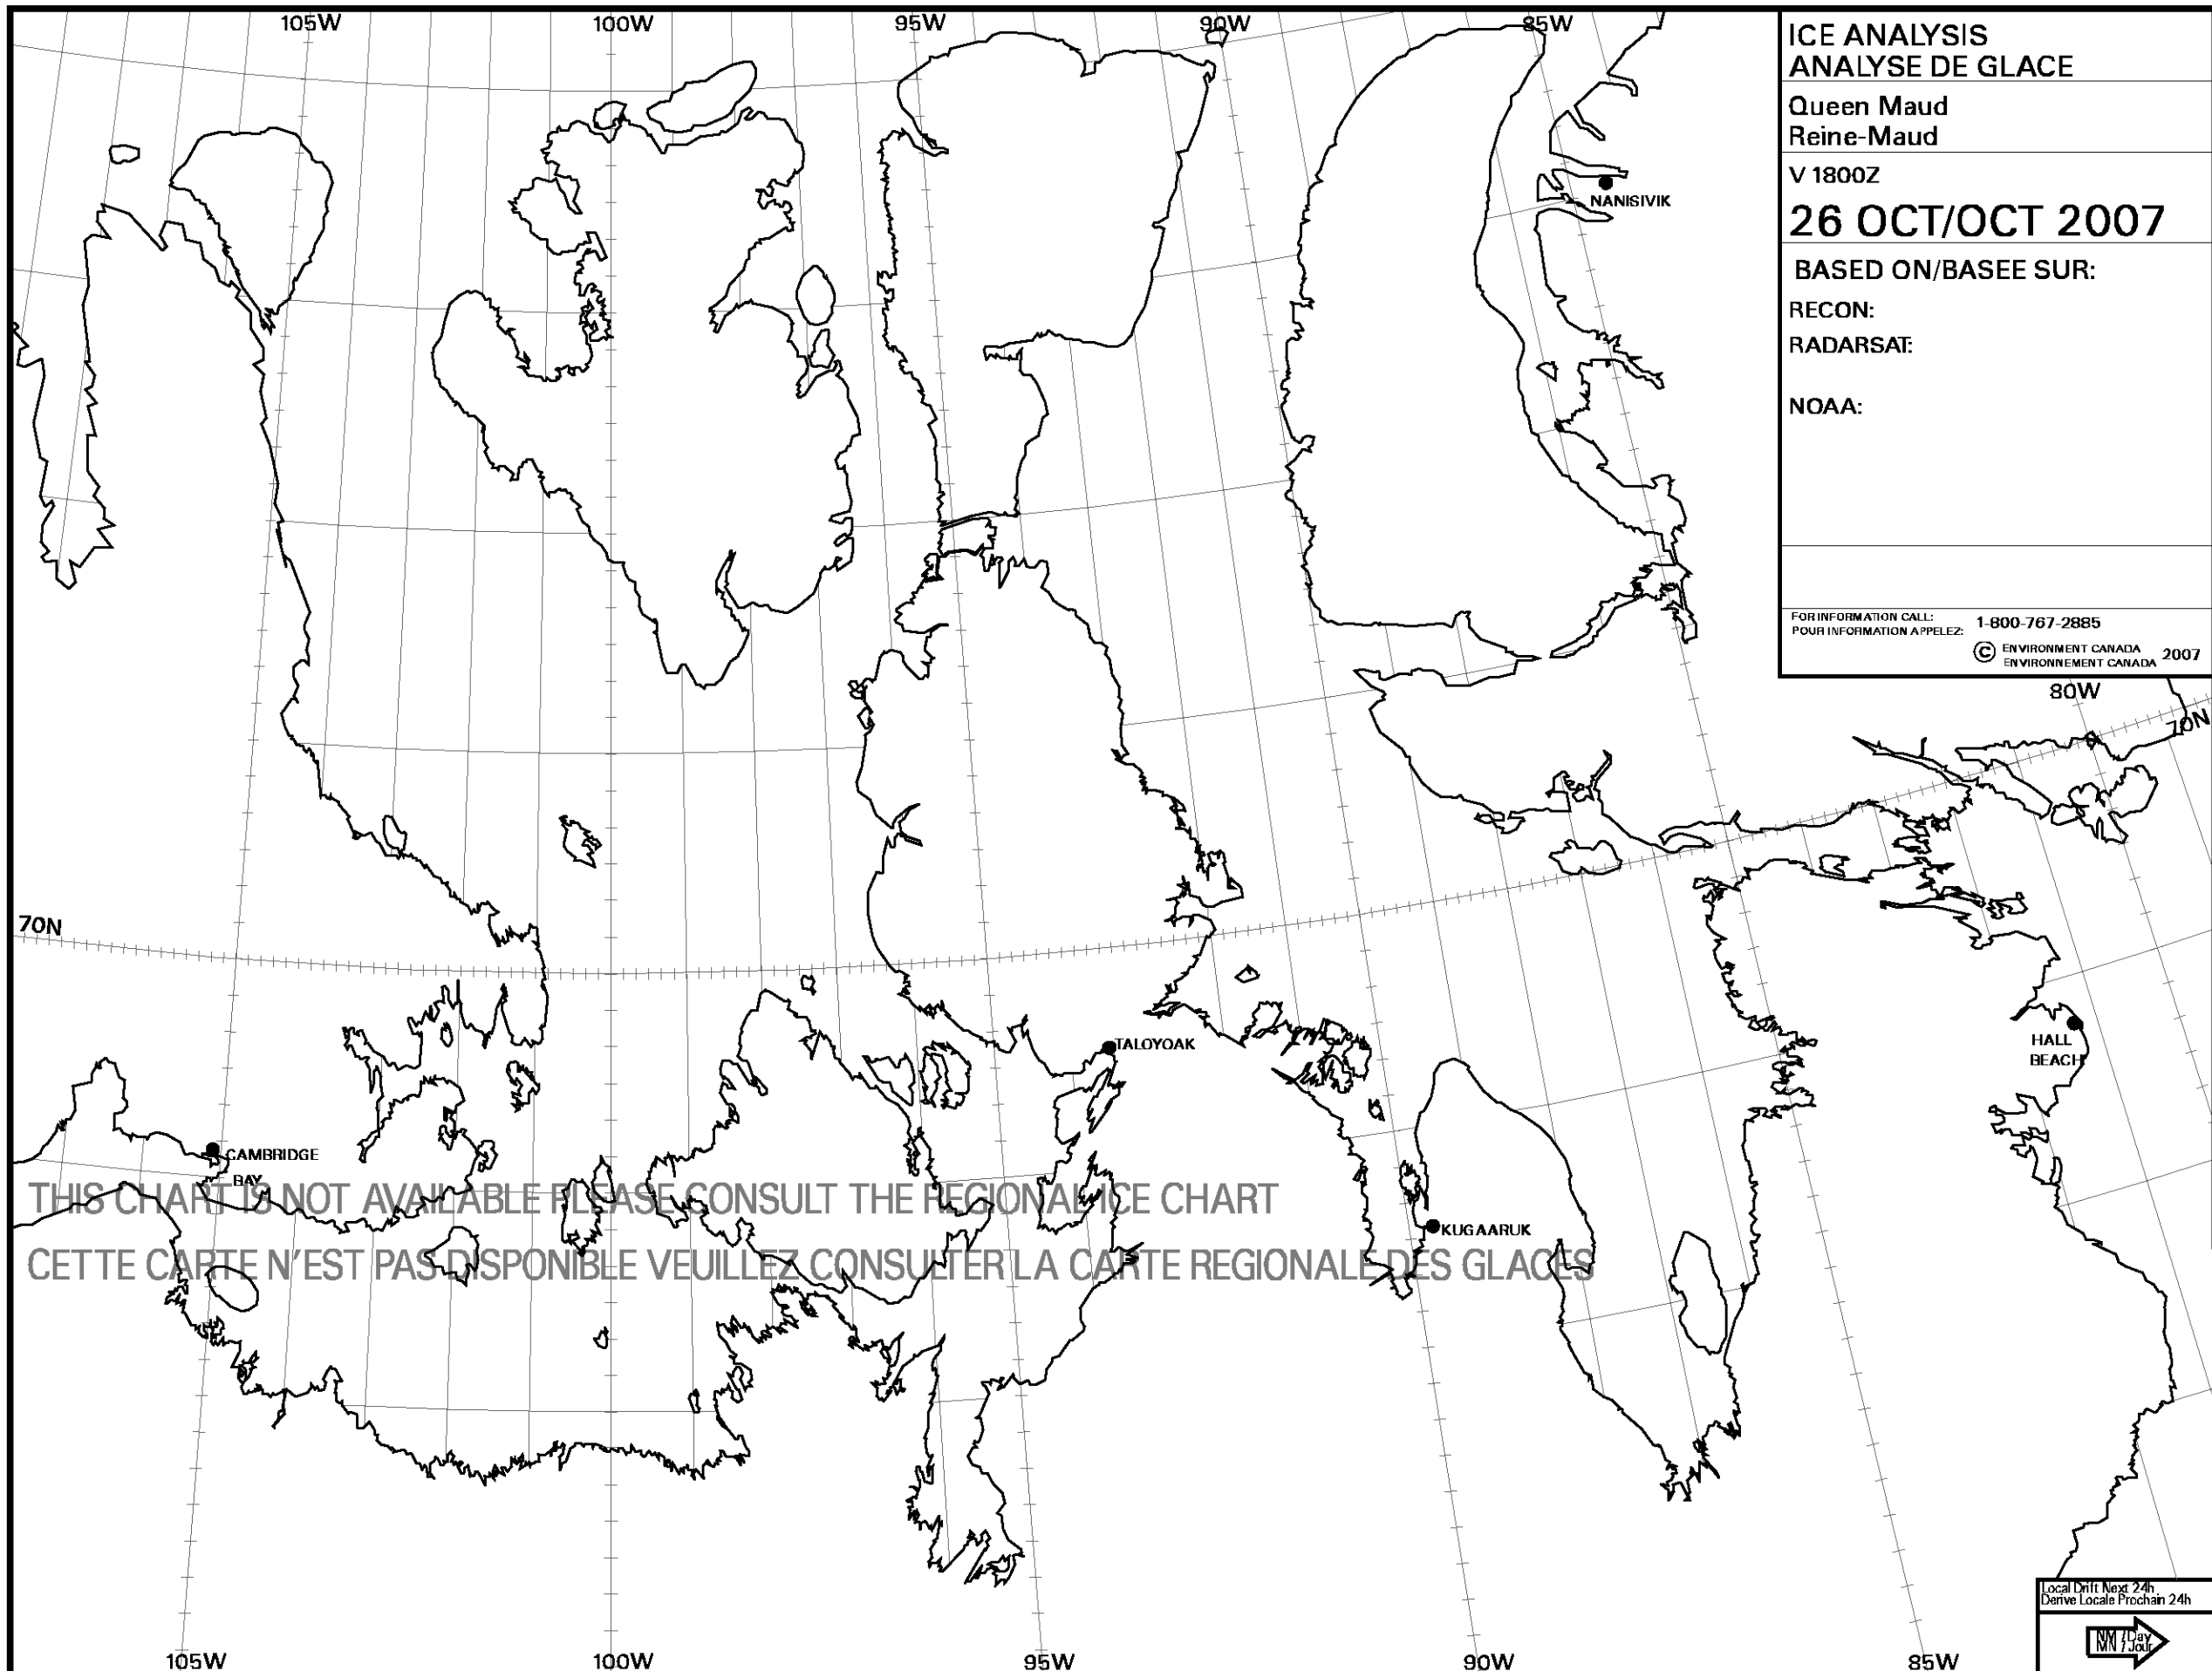 105W
100W
95W
90W
85W
ICE ANALYSIS
ANALYSE DE GLACE
Queen Maud
Reine-Maud
V 1800Z
26 OCT/OCT 2007
BASED ON/BASEE SUR:
RECON:
RADARSAT:
NOAA:
FOR INFORMATION CALL:
POUR INFORMATION APPELEZ:
1-800-767-2885
© ENVIRONMENT CANADA
ENVIRONNEMENT CANADA
2007
NANISIVIK
80W
70N
70N
TALOYOAK
HALL
BEACH
CAMBRIDGE
BAY
THIS CHART IS NOT AVAILABLE PLEASE CONSULT THE REGIONAL ICE CHART
KUGAARUK
CETTE CARTE N'EST PAS DISPONIBLE VEUILLEZ CONSULTER LA CARTE REGIONALE DES GLACES
Local Drift Next 24h
Derive Locale Prochain 24h
NM / Day
MN / Jour
105W
100W
95W
90W
85W